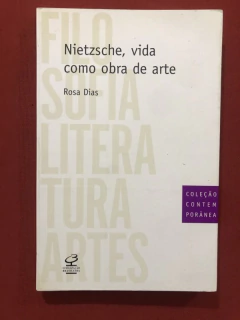 FILO
SOFIA
LITERA
TURA
ARTES
Nietzsche, vida
como obra de arte
Rosa Dias
COLEÇÃO
CONTEM
PORÂNEA